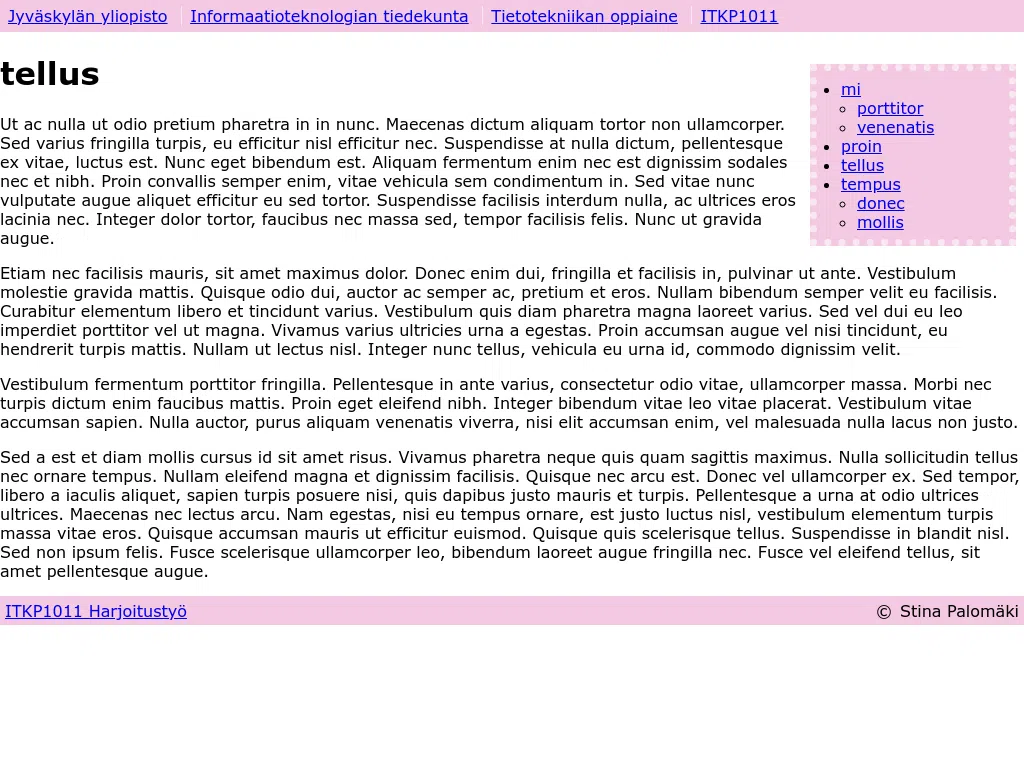 Jyväskylän yliopisto Informaatioteknologian tiedekunta Tietotekniikan oppiaine ITKP1011
tellus
mi
porttitor
venenatis
proin
tellus
tempus
donec
mollis
Ut ac nulla ut odio pretium pharetra in in nunc. Maecenas dictum aliquam tortor non ullamcorper.
Sed varius fringilla turpis, eu efficitur nisl efficitur nec. Suspendisse at nulla dictum, pellentesque
ex vitae, luctus est. Nunc eget bibendum est. Aliquam fermentum enim nec est dignissim sodales
nec et nibh. Proin convallis semper enim, vitae vehicula sem condimentum in. Sed vitae nunc
vulputate augue aliquet efficitur eu sed tortor. Suspendisse facilisis interdum nulla, ac ultrices eros
lacinia nec. Integer dolor tortor, faucibus nec massa sed, tempor facilisis felis. Nunc ut gravida
augue.
Etiam nec facilisis mauris, sit amet maximus dolor. Donec enim dui, fringilla et facilisis in, pulvinar ut ante. Vestibulum
molestie gravida mattis. Quisque odio dui, auctor ac semper ac, pretium et eros. Nullam bibendum semper velit eu facilisis.
Curabitur elementum libero et tincidunt varius. Vestibulum quis diam pharetra magna laoreet varius. Sed vel dui eu leo
imperdiet porttitor vel ut magna. Vivamus varius ultricies urna a egestas. Proin accumsan augue vel nisi tincidunt, eu
hendrerit turpis mattis. Nullam ut lectus nisl. Integer nunc tellus, vehicula eu urna id, commodo dignissim velit.
Vestibulum fermentum porttitor fringilla. Pellentesque in ante varius, consectetur odio vitae, ullamcorper massa. Morbi nec
turpis dictum enim faucibus mattis. Proin eget eleifend nibh. Integer bibendum vitae leo vitae placerat. Vestibulum vitae
accumsan sapien. Nulla auctor, purus aliquam venenatis viverra, nisi elit accumsan enim, vel malesuada nulla lacus non justo.
Sed a est et diam mollis cursus id sit amet risus. Vivamus pharetra neque quis quam sagittis maximus. Nulla sollicitudin tellus
nec ornare tempus. Nullam eleifend magna et dignissim facilisis. Quisque nec arcu est. Donec vel ullamcorper ex. Sed tempor,
libero a iaculis aliquet, sapien turpis posuere nisi, quis dapibus justo mauris et turpis. Pellentesque a urna at odio ultrices
ultrices. Maecenas nec lectus arcu. Nam egestas, nisi eu tempus ornare, est justo luctus nisl, vestibulum elementum turpis
massa vitae eros. Quisque accumsan mauris ut efficitur euismod. Quisque quis scelerisque tellus. Suspendisse in blandit nisl.
Sed non ipsum felis. Fusce scelerisque ullamcorper leo, bibendum laoreet augue fringilla nec. Fusce vel eleifend tellus, sit
amet pellentesque augue.
ITKP1011 Harjoitustyö © Stina Palomäki